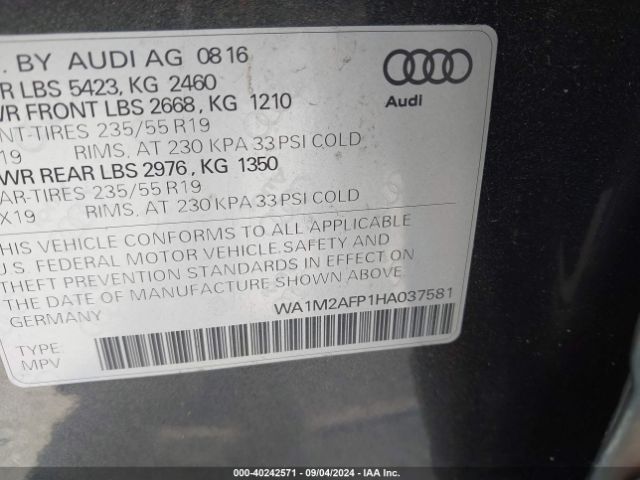 . BY AUDI AG 0816
R LBS 5423, KG 2460
WR FRONT LBS 2668, KG 1210
NT-TIRES 235/55 R19
19 RIMS, AT 230 KPA 33 PSI COLD
WR REAR LBS 2976, KG 1350
AR-TIRES 235/55 R19
X19 RIMS, AT 230 KPA 33 PSI COLD
THIS VEHICLE CONFORMS TO ALL APPLICABLE
U.S. FEDERAL MOTOR VEHICLE SAFETY AND
THEFT PREVENTION STANDARDS IN EFFECT ON
THE DATE OF MANUFACTURE SHOWN ABOVE.
GERMANY
WA1M2AFP1HA037581
TYPE
MPV
Audi
000-40242571 - 09/04/2024 - IAA Inc.